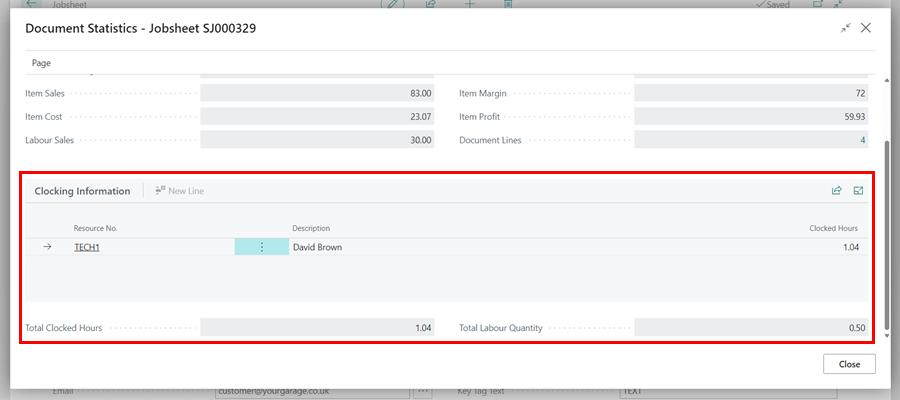 Jobsheet
Saved
Document Statistics - Jobsheet SJ000329
Page
Item Sales 83.00 Item Margin 72
Item Cost 23.07 Item Profit 59.93
Labour Sales 30.00 Document Lines 4
Clocking Information New Line
Resource No. Description Clocked Hours
TECH1 David Brown 1.04
Total Clocked Hours 1.04 Total Labour Quantity 0.50
Close
Email customer@yourgarage.co.uk Key Tag Text TEXT